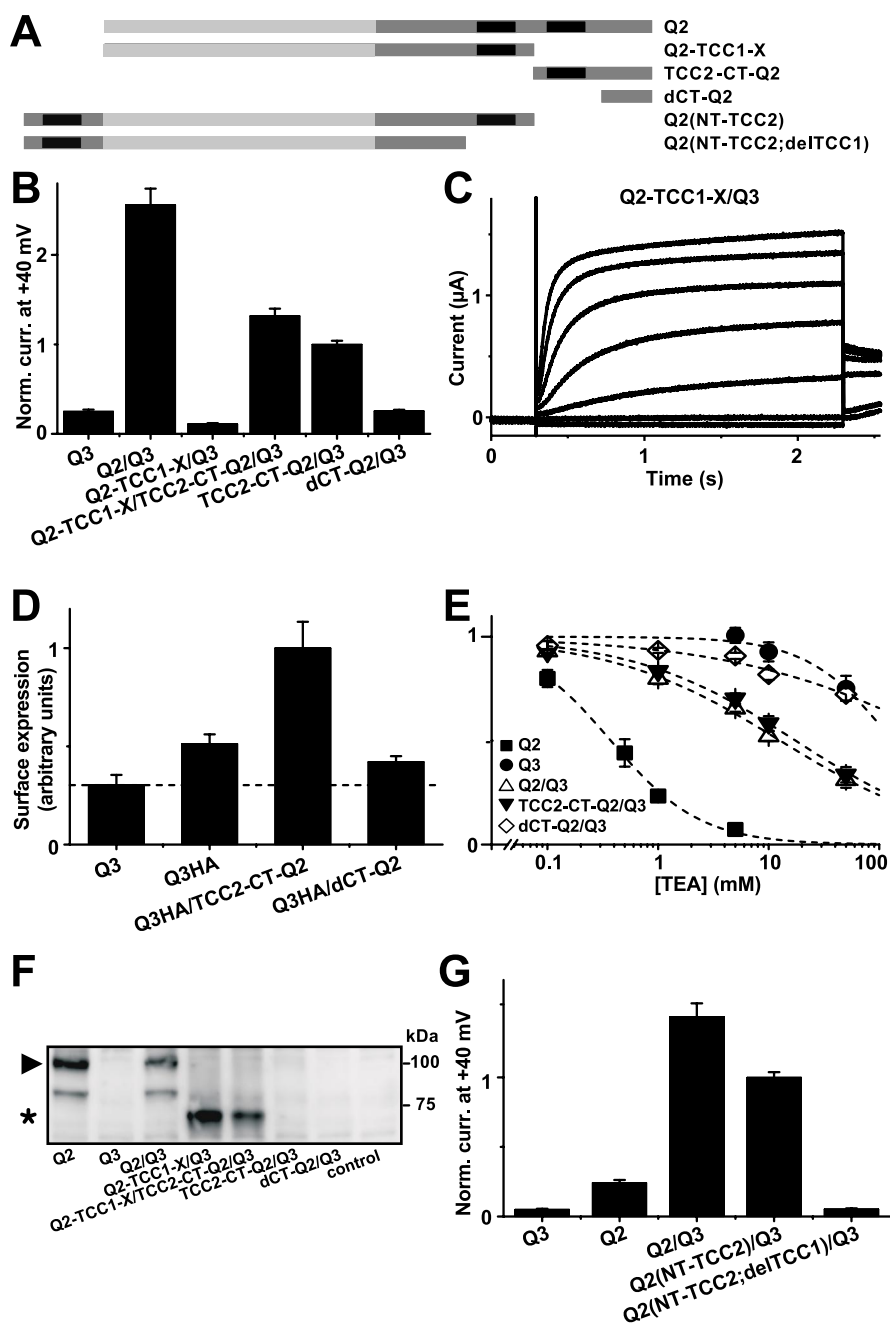 A
Q2
Q2-TCC1-X
TCC2-CT-Q2
dCT-Q2
Q2(NT-TCC2)
Q2(NT-TCC2;delTCC1)
B
Norm. curr. at +40 mV
2
1
0
Q3
Q2/Q3
Q2-TCC1-X/Q3
Q2-TCC1-X/TCC2-CT-Q2/Q3
TCC2-CT-Q2/Q3
dCT-Q2/Q3
C
Q2-TCC1-X/Q3
Current (µA)
1
0
0
1
2
Time (s)
D
Surface expression
(arbitrary units)
1
0
Q3
Q3HA
Q3HA/TCC2-CT-Q2
Q3HA/dCT-Q2
E
1
0
Q2
Q3
Q2/Q3
TCC2-CT-Q2/Q3
dCT-Q2/Q3
0.1
1
10
100
[TEA] (mM)
F
kDa
100
75
*
Q2
Q3
Q2/Q3
Q2-TCC1-X/Q3
Q2-TCC1-X/TCC2-CT-Q2/Q3
TCC2-CT-Q2/Q3
dCT-Q2/Q3
control
G
Norm. curr. at +40 mV
1
0
Q3
Q2
Q2/Q3
Q2(NT-TCC2)/Q3
Q2(NT-TCC2;delTCC1)/Q3